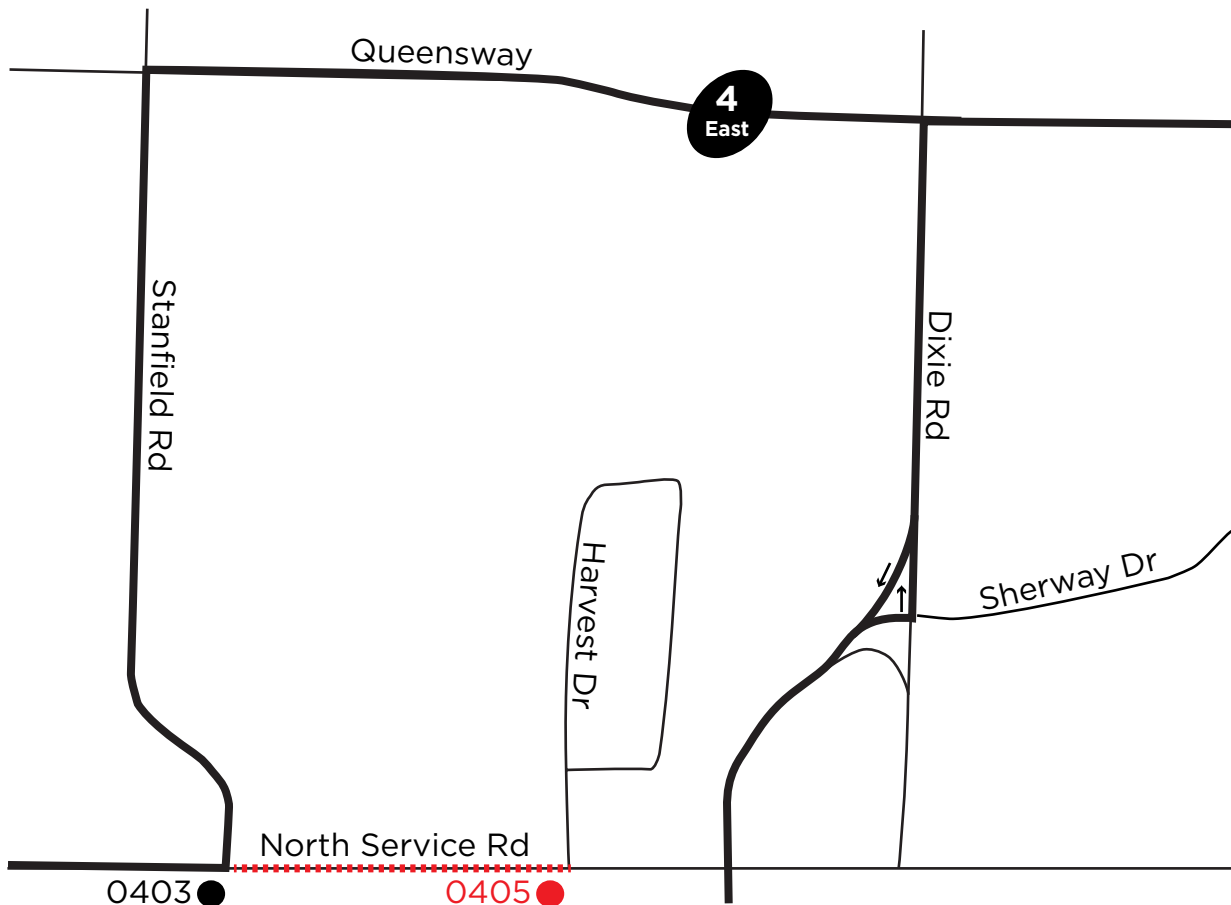 Queensway
4
East
Stanfield Rd
Dixie Rd
Harvest Dr
Sherway Dr
North Service Rd
0403
0405